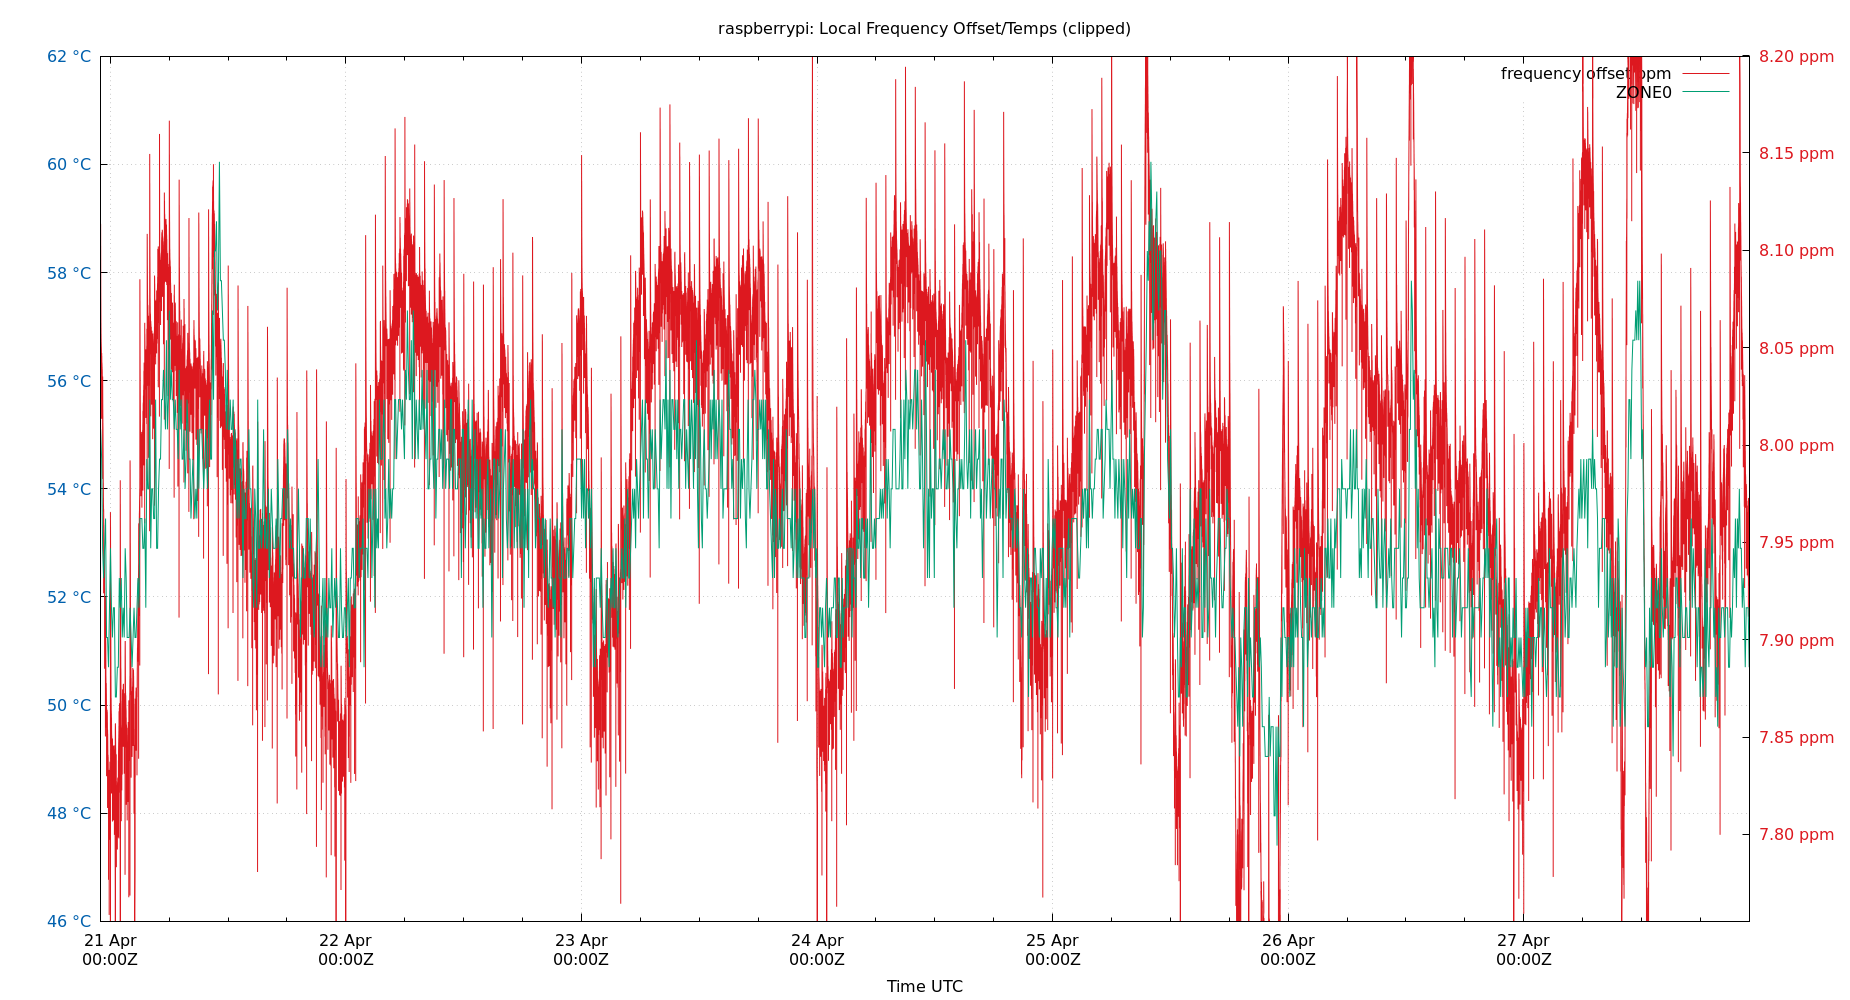 raspberrypi: Local Frequency Offset/Temps (clipped)
62 °C
60 °C
58 °C
56 °C
54 °C
52 °C
50 °C
48 °C
46 °C
8.20 ppm
8.15 ppm
8.10 ppm
8.05 ppm
8.00 ppm
7.95 ppm
7.90 ppm
7.85 ppm
7.80 ppm
frequency offset ppm
ZONE0
21 Apr
00:00Z
22 Apr
00:00Z
23 Apr
00:00Z
24 Apr
00:00Z
25 Apr
00:00Z
26 Apr
00:00Z
27 Apr
00:00Z
Time UTC